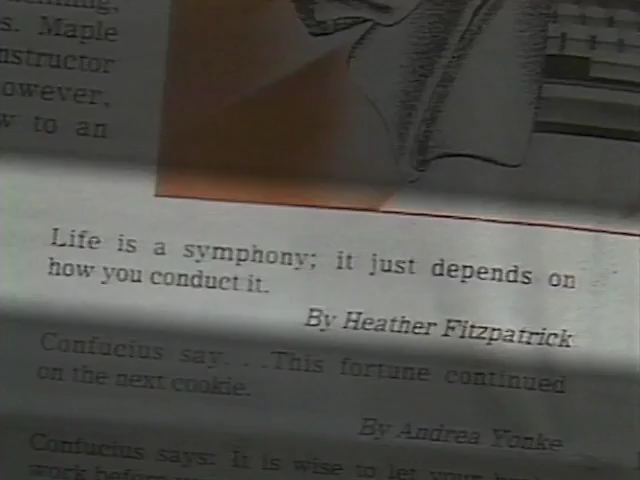 s. Maple
nstructor
owever,
w to an
Life is a symphony; it just depends on
how you conduct it.
By Heather Fitzpatrick
Confucius say. . .This fortune continued
on the next cookie.
By Andrea Yonke
Confucius says: It is wise to let your
work before